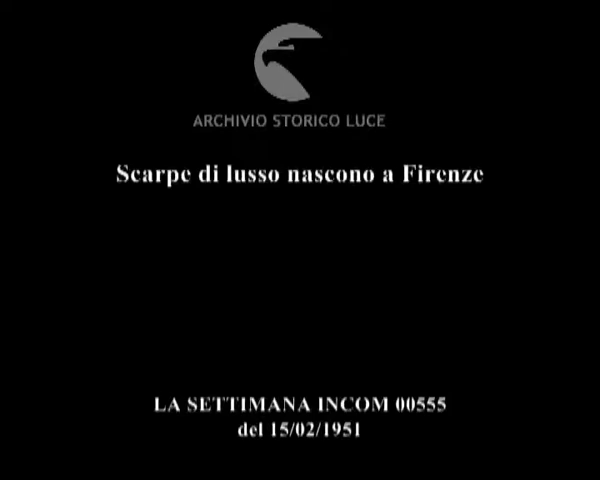 ARCHIVIO STORICO LUCE
Scarpe di lusso nascono a Firenze
LA SETTIMANA INCOM 00555
del 15/02/1951